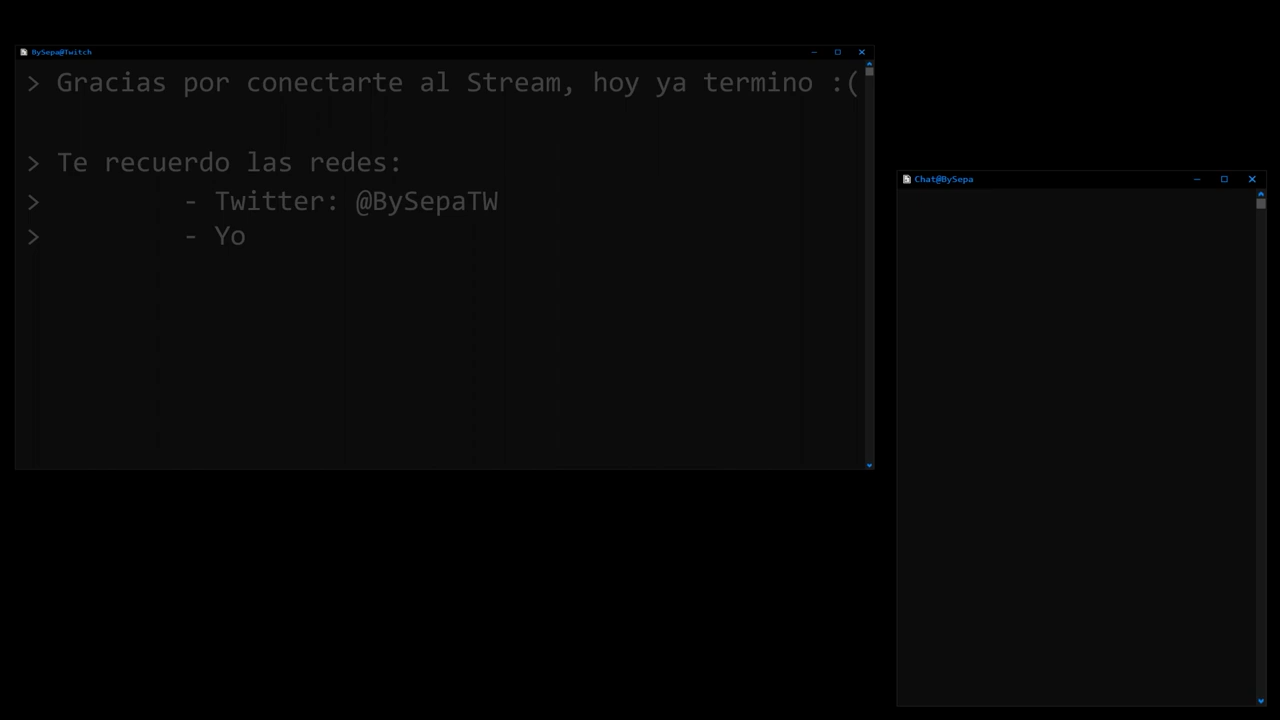 BySepa@Twitch
> Gracias por conectarte al Stream, hoy ya termino :(
> Te recuerdo las redes:
> - Twitter: @BySepaTW
> - Yo
Chat@BySepa